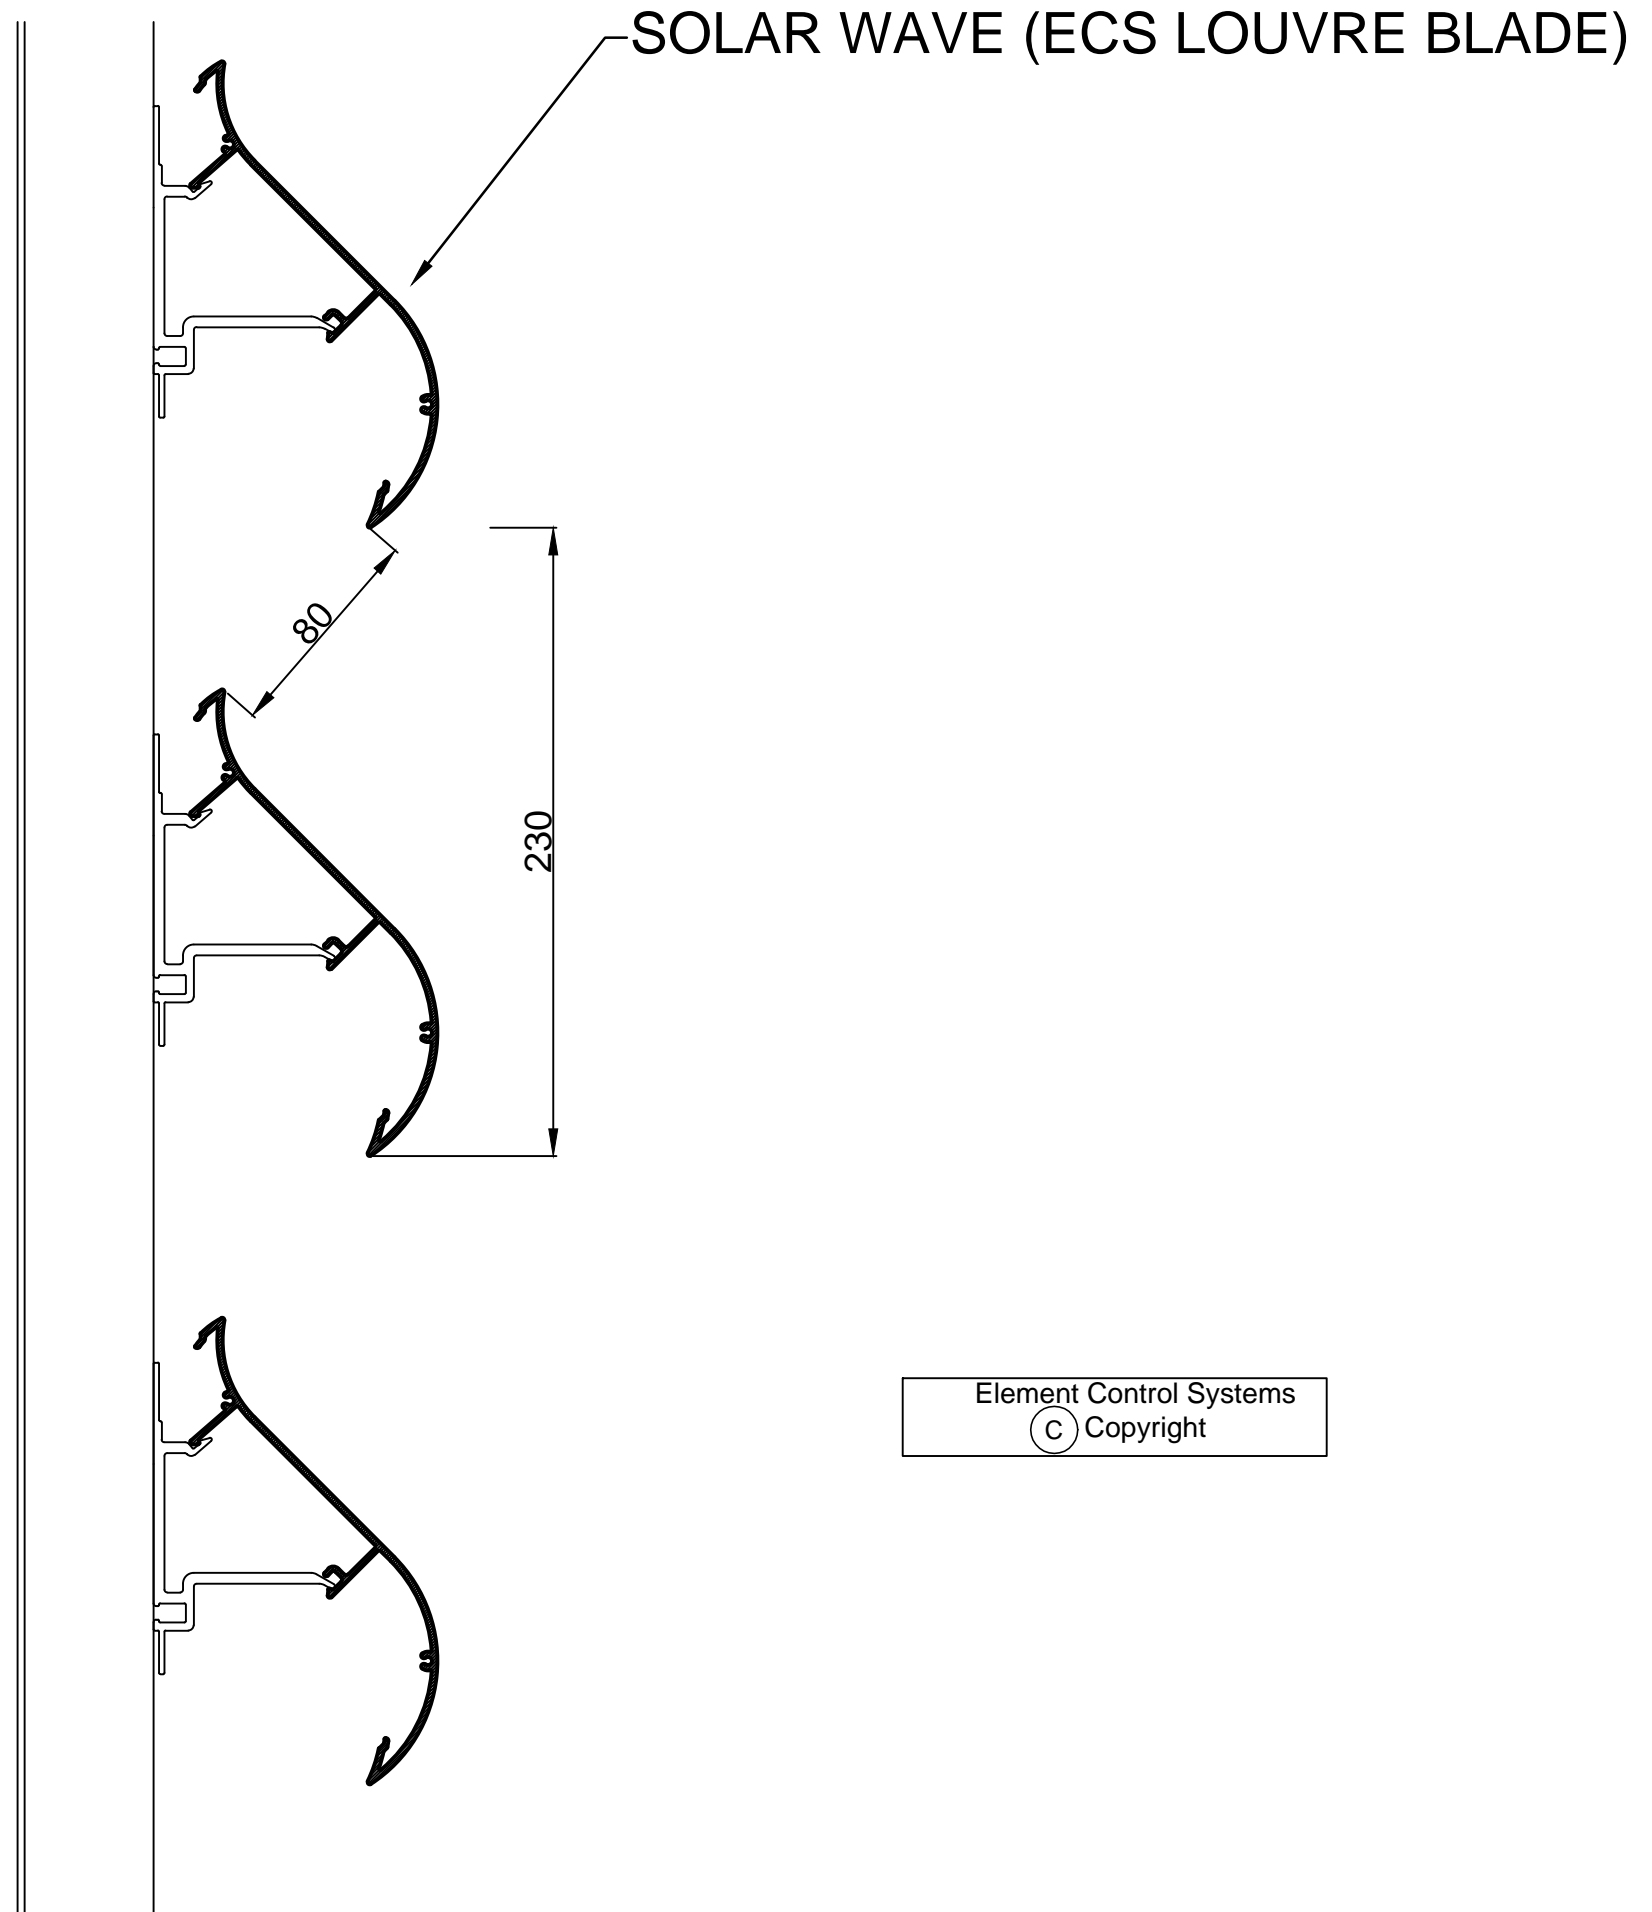 SOLAR WAVE (ECS LOUVRE BLADE)
80
230
Element Control Systems
C Copyright